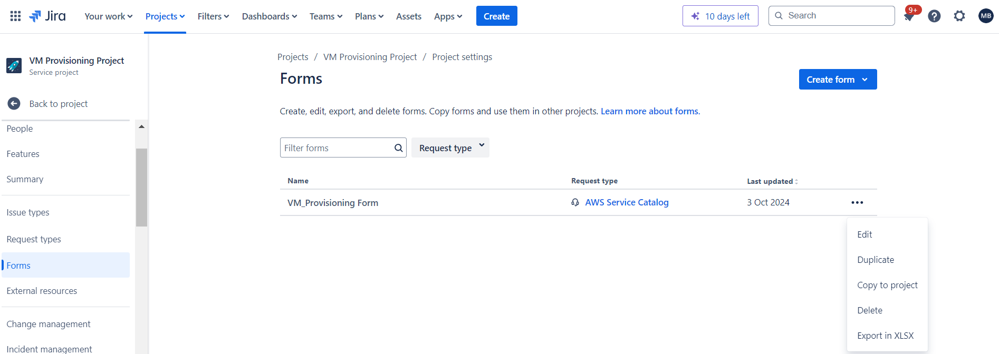 Jira Your work Projects Filters Dashboards Teams Plans Assets Apps Create 10 days left Search 9+ ? MB
VM Provisioning Project
Service project
Back to project
People
Features
Summary
Issue types
Request types
Forms
External resources
Change management
Incident management
Projects / VM Provisioning Project / Project settings
Forms
Create form
Create, edit, export, and delete forms. Copy forms and use them in other projects. Learn more about forms.
Filter forms Request type
Name Request type Last updated
VM_Provisioning Form AWS Service Catalog 3 Oct 2024
Edit
Duplicate
Copy to project
Delete
Export in XLSX